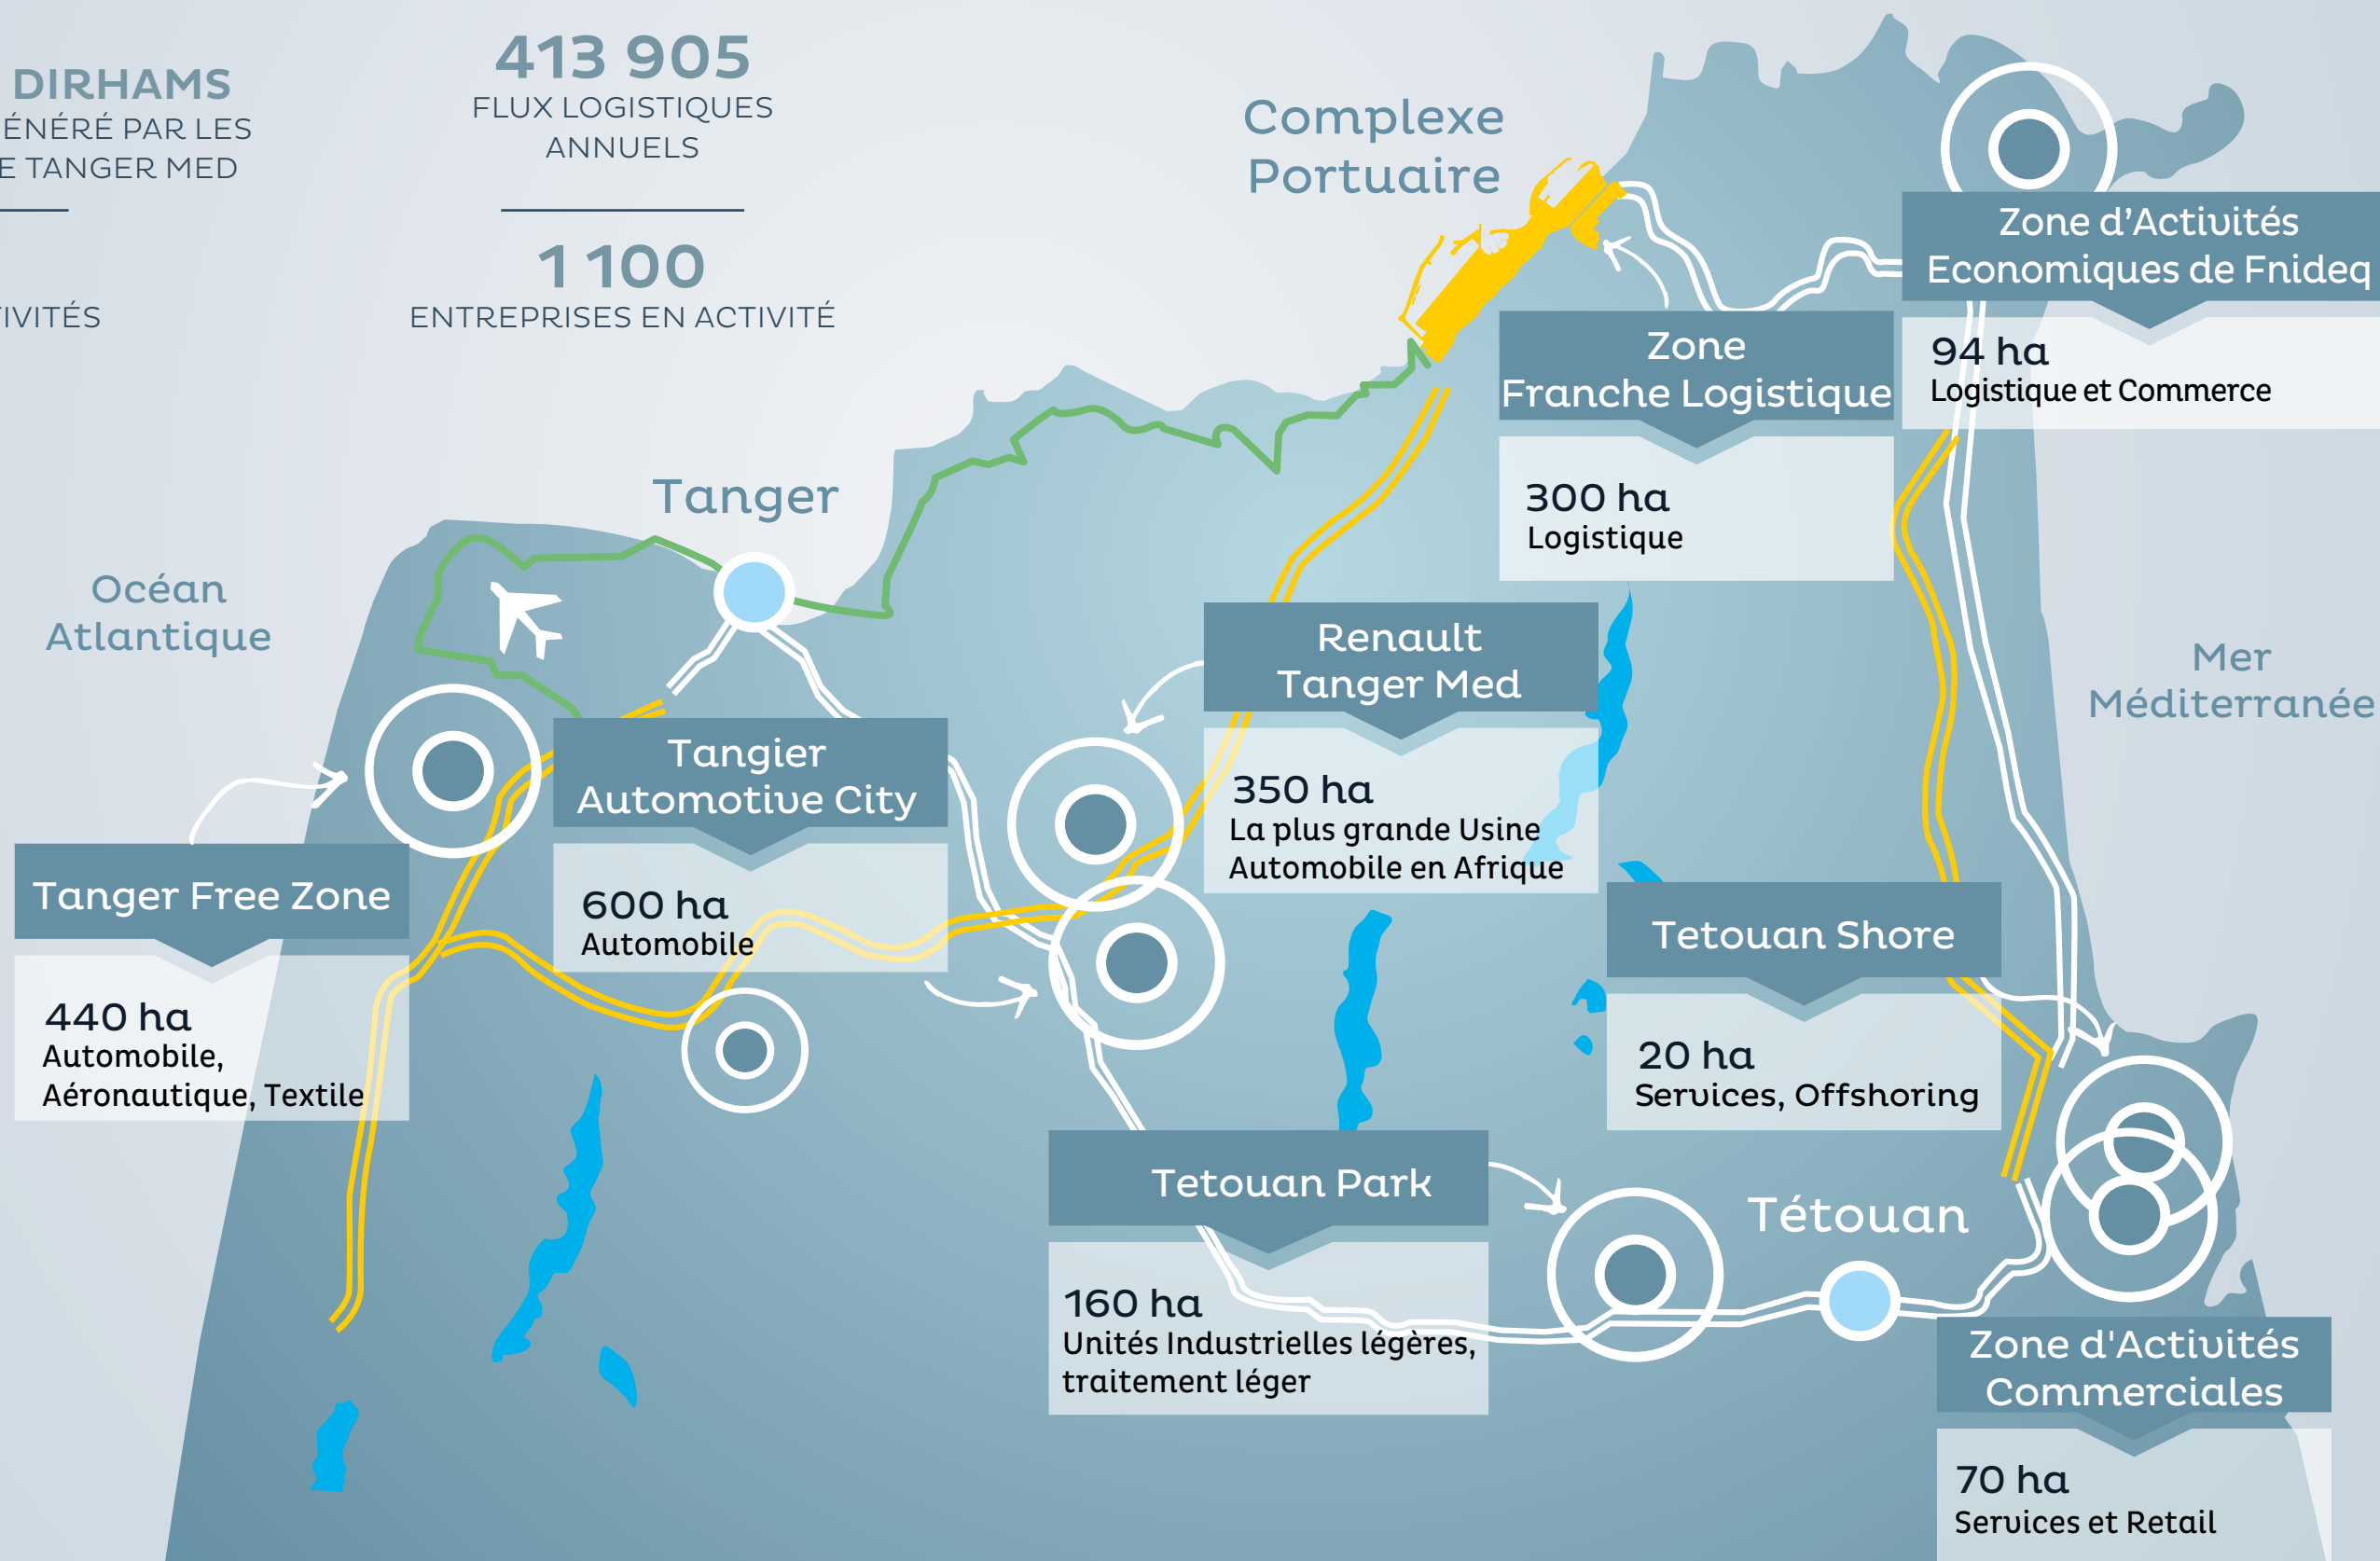 DIRHAMS
ÉNÉRÉ PAR LES
E TANGER MED
IVITÉS
413 905
FLUX LOGISTIQUES
ANNUELS
1 100
ENTREPRISES EN ACTIVITÉ
Complexe
Portuaire
Zone d’Activités
Economiques de Fnideq
94 ha
Logistique et Commerce
Zone
Franche Logistique
300 ha
Logistique
Tanger
Océan
Atlantique
Mer
Méditerranée
Renault
Tanger Med
350 ha
La plus grande Usine
Automobile en Afrique
Tangier
Automotive City
600 ha
Automobile
Tanger Free Zone
440 ha
Automobile,
Aéronautique, Textile
Tetouan Shore
20 ha
Services, Offshoring
Tetouan Park
160 ha
Unités Industrielles légères,
traitement léger
Tétouan
Zone d'Activités
Commerciales
70 ha
Services et Retail